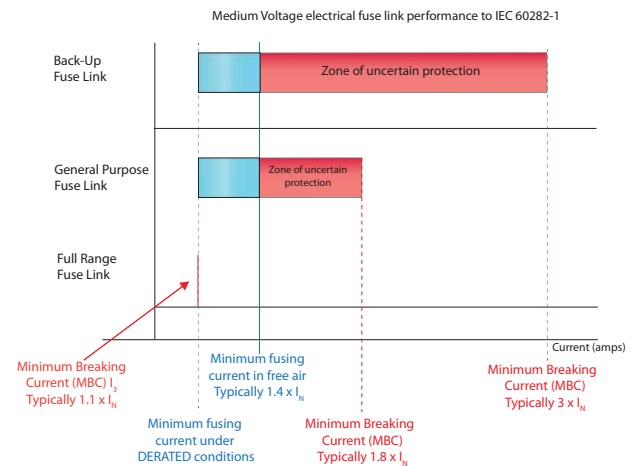 Medium Voltage electrical fuse link performance to IEC 60282-1
Back-Up
Fuse Link
Zone of uncertain protection
General Purpose
Fuse Link
Zone of uncertain
protection
Full Range
Fuse Link
Current (amps)
Minimum Breaking
Current (MBC) I3
Typically 1.1 x IN
Minimum fusing
current in free air
Typically 1.4 x IN
Minimum Breaking
Current (MBC)
Typically 3 x IN
Minimum fusing
current under
DERATED conditions
Minimum Breaking
Current (MBC)
Typically 1.8 x IN